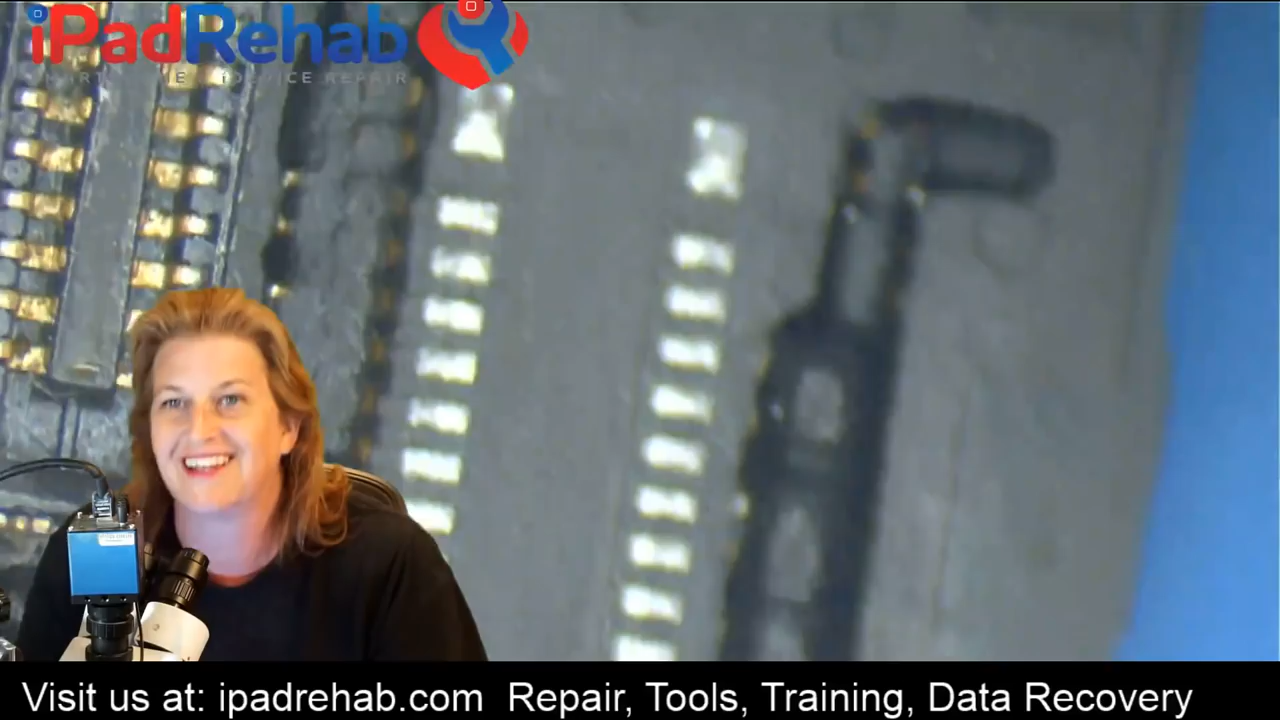 iPadRehab
Visit us at: ipadrehab.com Repair, Tools, Training, Data Recovery